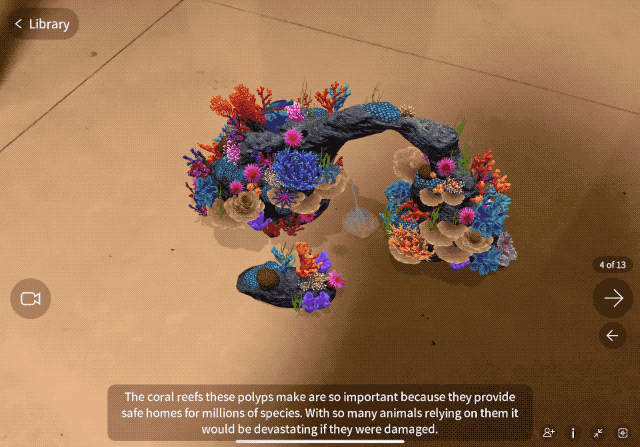 Library
4 of 13
The coral reefs these polyps make are so important because they provide
safe homes for millions of species. With so many animals relying on them it
would be devastating if they were damaged.